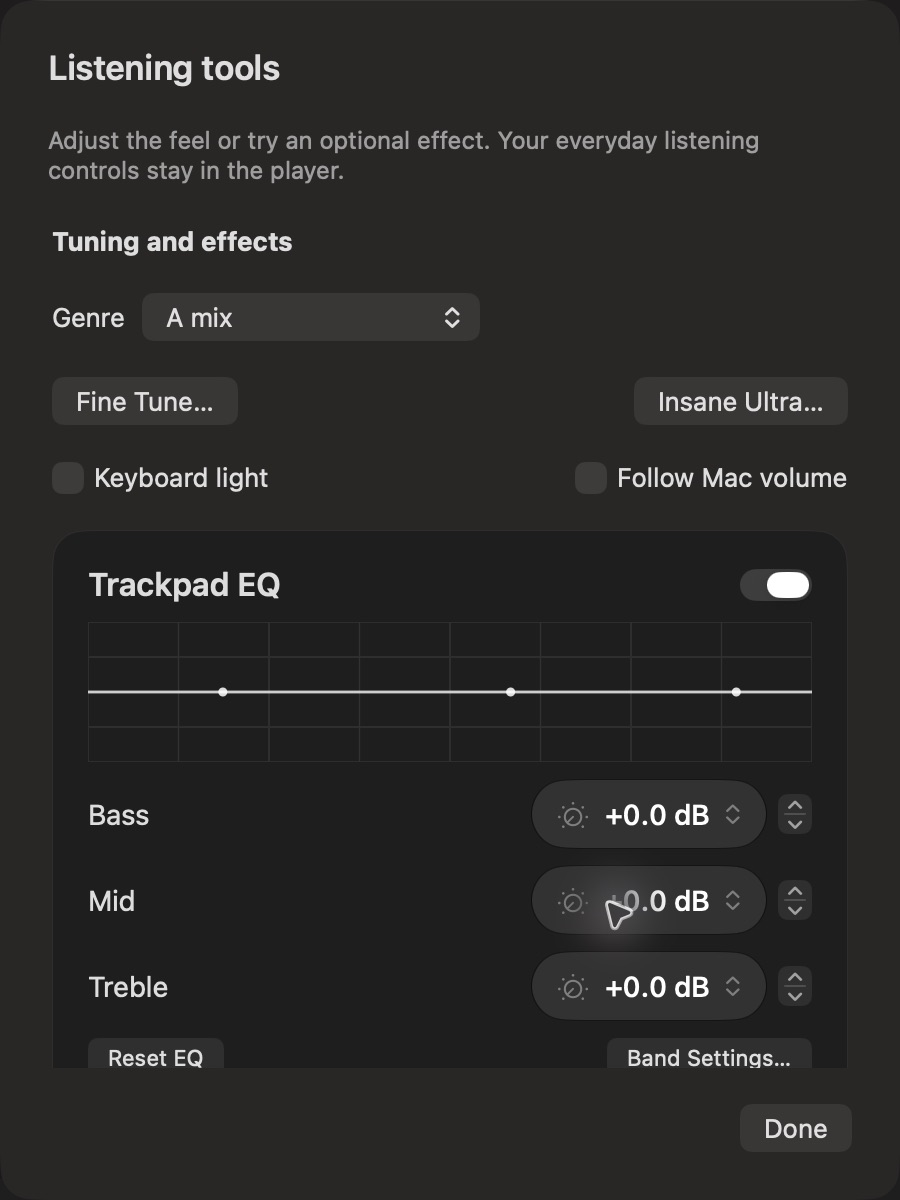 Listening tools
Adjust the feel or try an optional effect. Your everyday listening
controls stay in the player.
Tuning and effects
Genre A mix
Fine Tune... Insane Ultra...
Keyboard light Follow Mac volume
Trackpad EQ
Bass +0.0 dB
Mid +0.0 dB
Treble +0.0 dB
Reset EQ Band Settings...
Done